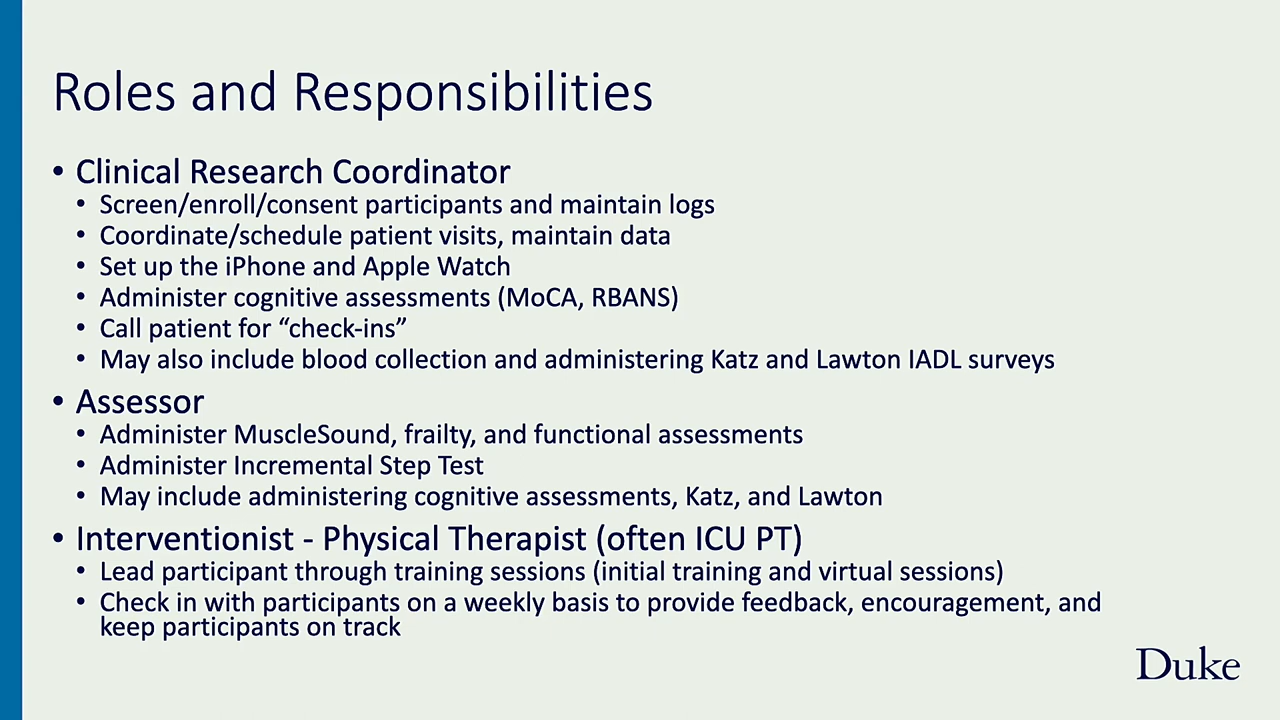 Roles and Responsibilities
• Clinical Research Coordinator
• Screen/enroll/consent participants and maintain logs
• Coordinate/schedule patient visits, maintain data
• Set up the iPhone and Apple Watch
• Administer cognitive assessments (MoCA, RBANS)
• Call patient for “check-ins”
• May also include blood collection and administering Katz and Lawton IADL surveys
• Assessor
• Administer MuscleSound, frailty, and functional assessments
• Administer Incremental Step Test
• May include administering cognitive assessments, Katz, and Lawton
• Interventionist - Physical Therapist (often ICU PT)
• Lead participant through training sessions (initial training and virtual sessions)
• Check in with participants on a weekly basis to provide feedback, encouragement, and
keep participants on track
Duke